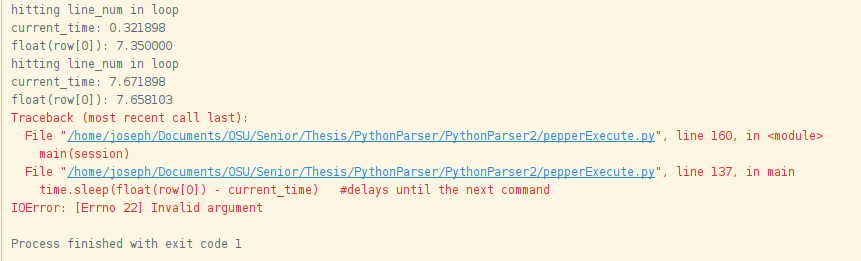 hitting line_num in loop
current_time: 0.321898
float(row[0]): 7.350000
hitting line_num in loop
current_time: 7.671898
float(row[0]): 7.658103
Traceback (most recent call last):
  File "/home/joseph/Documents/OSU/Senior/Thesis/PythonParser/PythonParser2/pepperExecute.py", line 160, in <module>
    main(session)
  File "/home/joseph/Documents/OSU/Senior/Thesis/PythonParser/PythonParser2/pepperExecute.py", line 137, in main
    time.sleep(float(row[0]) - current_time)   #delays until the next command
IOError: [Errno 22] Invalid argument
Process finished with exit code 1